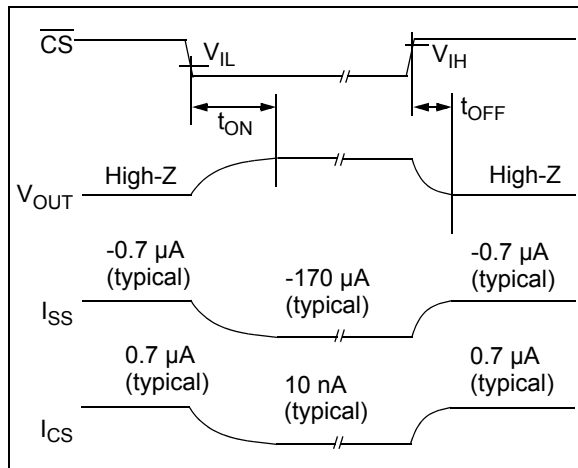 CS
VIL
VIH
tON
tOFF
High-Z
High-Z
VOUT
-0.7 µA
(typical)
-170 µA
(typical)
-0.7 µA
(typical)
ISS
0.7 µA
(typical)
10 nA
(typical)
0.7 µA
(typical)
ICS